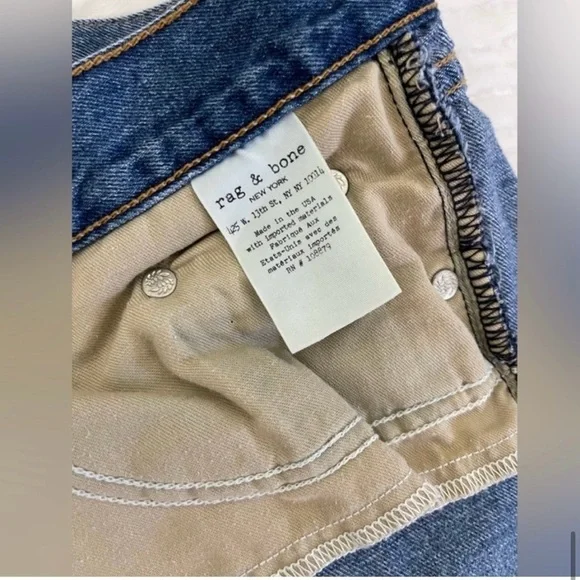 rag & bone
NEW YORK
425 W. 13th St, NY NY 10014
Made in the USA
with imported materials
Fabriqué Aux
Etats-Unis avec des
matériaux importés
RN # 108879